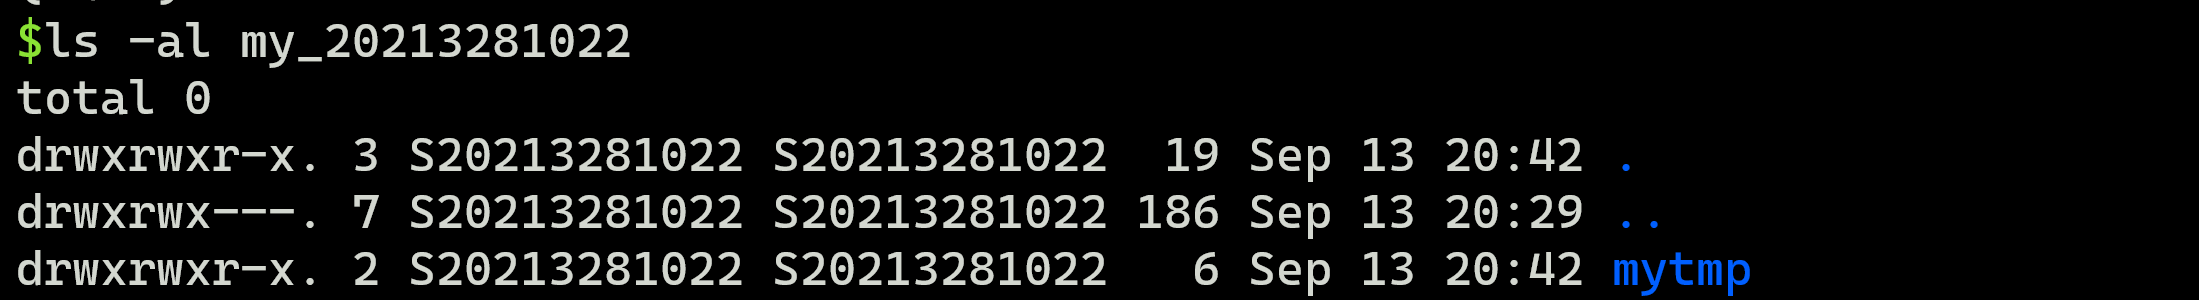 $ls -al my_20213281022
total 0
drwxrwxr-x. 3 S20213281022 S20213281022  19 Sep 13 20:42 .
drwxrwx---. 7 S20213281022 S20213281022 186 Sep 13 20:29 ..
drwxrwxr-x. 2 S20213281022 S20213281022   6 Sep 13 20:42 mytmp